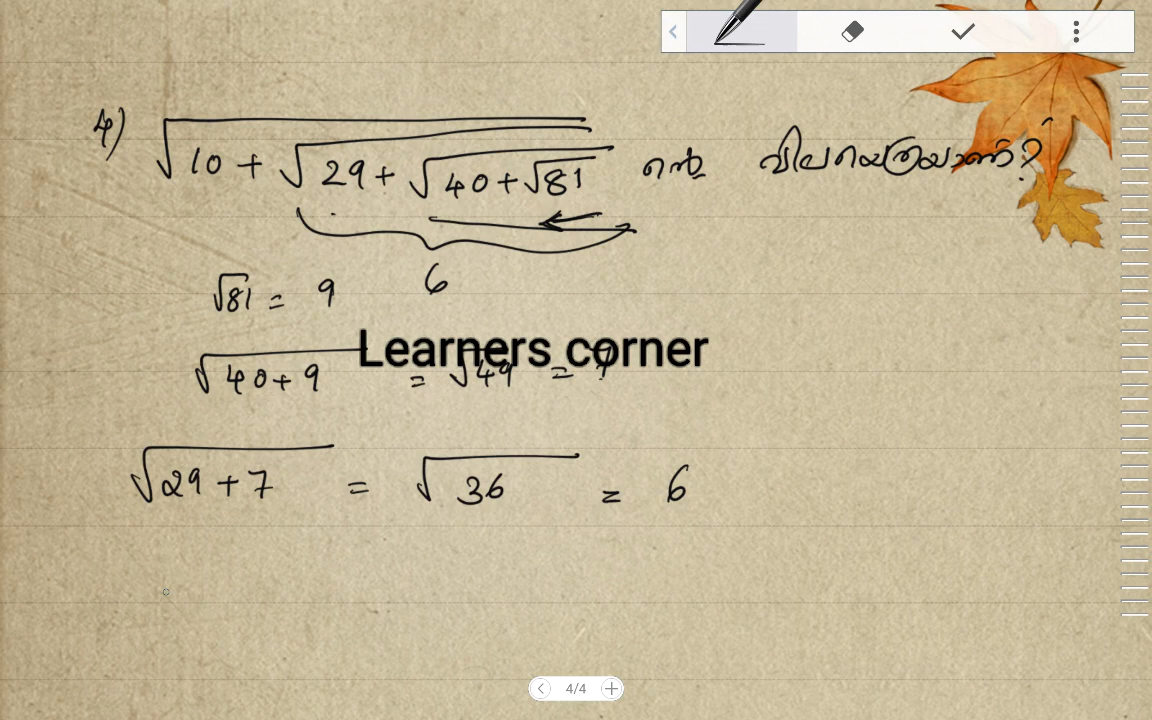 4) √10 + √29 + √40 + √81 ന്റെ വിലയെത്രയാണ്?
6
√81 = 9
Learners corner
√40 + 9 = √49 = 7
√29 + 7 = √36 = 6
4/4